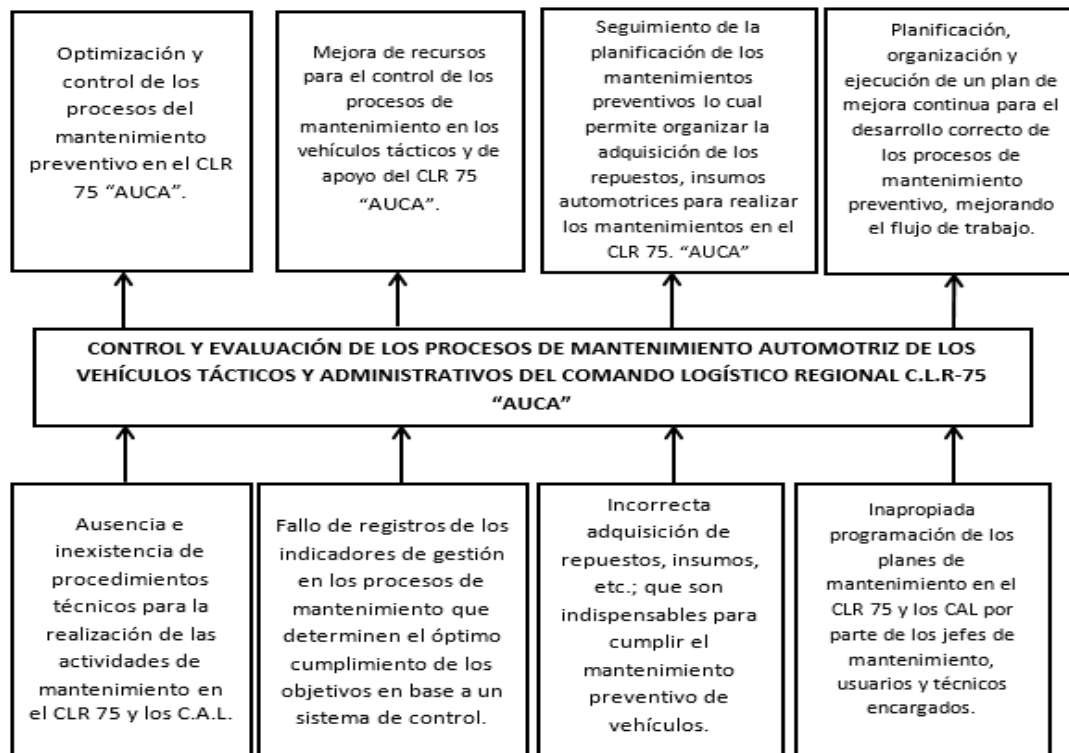 Optimización y
control de los
procesos del
mantenimiento
preventivo en el CLR
75 “AUCA”.
Mejora de recursos
para el control de los
procesos de
mantenimiento en los
vehículos tácticos y de
apoyo del CLR 75
“AUCA”.
Seguimiento de la
planificación de los
mantenimientos
preventivos lo cual
permite organizar la
adquisición de los
repuestos, insumos
automotrices para realizar
los mantenimientos en el
CLR 75. “AUCA”
Planificación,
organización y
ejecución de un plan de
mejora continua para el
desarrollo correcto de
los procesos de
mantenimiento
preventivo, mejorando
el flujo de trabajo.
CONTROL Y EVALUACIÓN DE LOS PROCESOS DE MANTENIMIENTO AUTOMOTRIZ DE LOS
VEHÍCULOS TÁCTICOS Y ADMINISTRATIVOS DEL COMANDO LOGÍSTICO REGIONAL C.L.R-75
“AUCA”
Ausencia e
inexistencia de
procedimientos
técnicos para la
realización de las
actividades de
mantenimiento en
el CLR 75 y los C.A.L.
Fallo de registros de los
indicadores de gestión
en los procesos de
mantenimiento que
determinen el óptimo
cumplimiento de los
objetivos en base a un
sistema de control.
Incorrecta
adquisición de
repuestos, insumos,
etc.; que son
indispensables para
cumplir el
mantenimiento
preventivo de
vehículos.
Inapropiada
programación de los
planes de
mantenimiento en el
CLR 75 y los CAL por
parte de los jefes de
mantenimiento,
usuarios y técnicos
encargados.